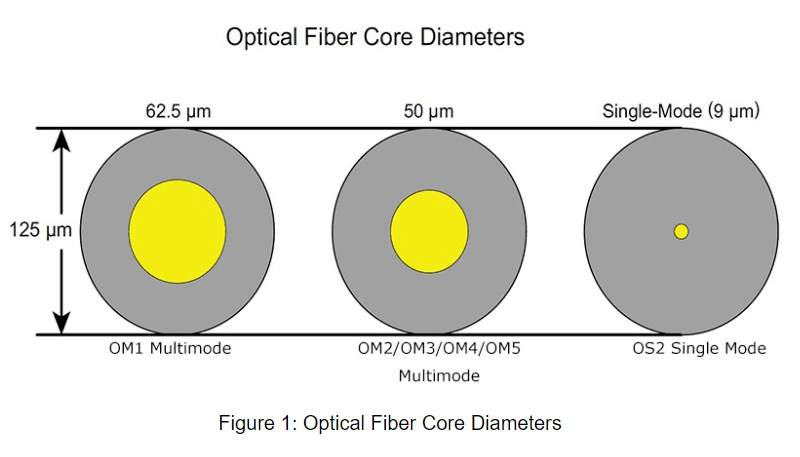 Optical Fiber Core Diameters
62.5 μm
50 μm
Single-Mode (9 μm)
125 μm
OM1 Multimode
OM2/OM3/OM4/OM5
Multimode
OS2 Single Mode
Figure 1: Optical Fiber Core Diameters